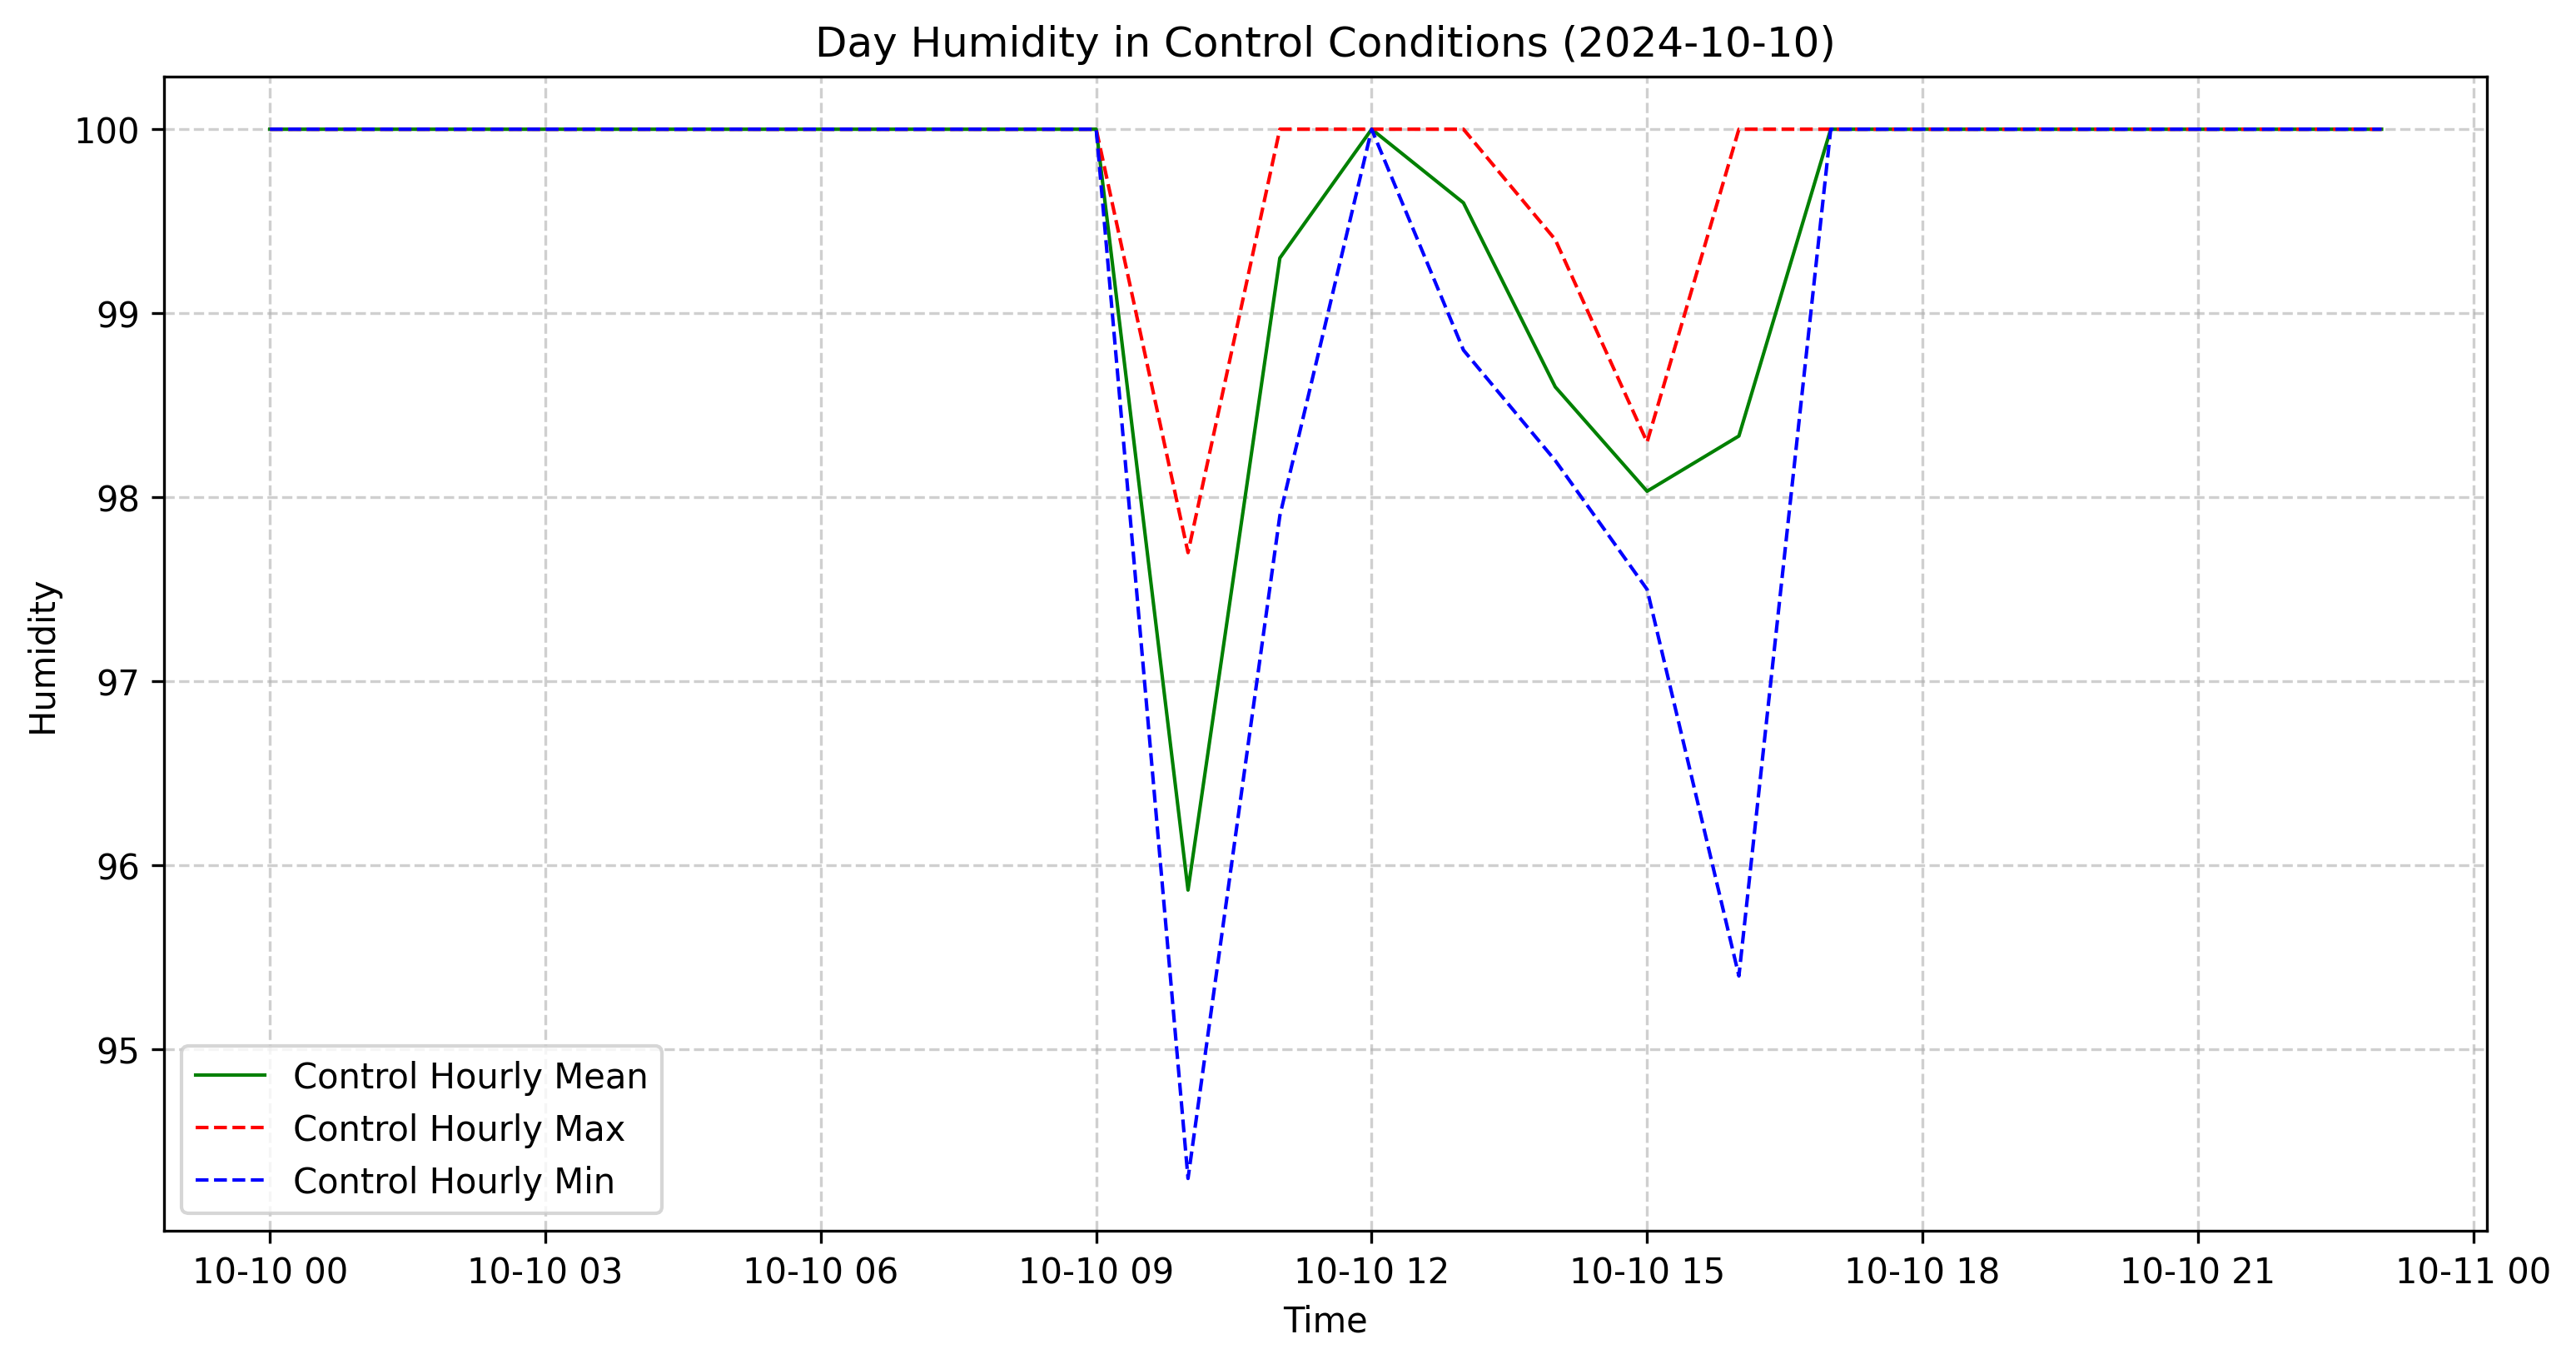 Day Humidity in Control Conditions (2024-10-10)
Humidity
100
99
98
97
96
95
Control Hourly Mean
Control Hourly Max
Control Hourly Min
10-10 00 10-10 03 10-10 06 10-10 09 10-10 12 10-10 15 10-10 18 10-10 21 10-11 00
Time